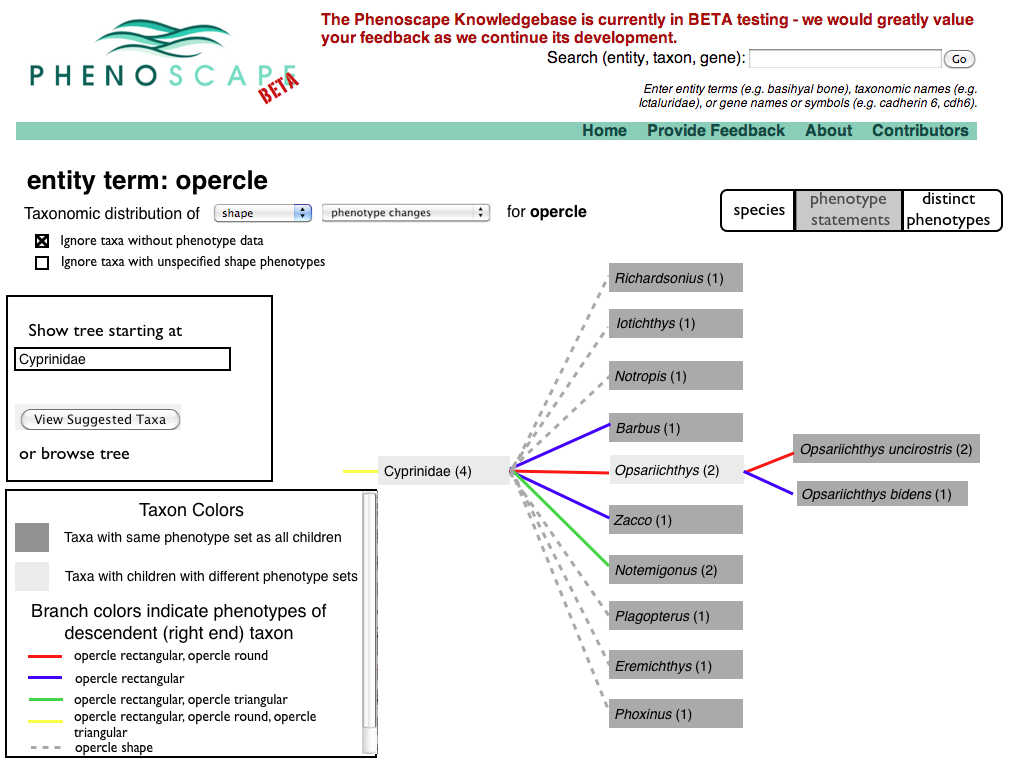 The Phenoscape Knowledgebase is currently in BETA testing - we would greatly value
your feedback as we continue its development.
PHENOSCAPE
BETA
Search (entity, taxon, gene):
Go
Enter entity terms (e.g. basihyal bone), taxonomic names (e.g.
Ictaluridae), or gene names or symbols (e.g. cadherin 6, cdh6).
Home Provide Feedback About Contributors
entity term: opercle
Taxonomic distribution of shape phenotype changes for opercle
species
phenotype
statements
distinct
phenotypes
Ignore taxa without phenotype data
Ignore taxa with unspecified shape phenotypes
Show tree starting at
Cyprinidae
View Suggested Taxa
or browse tree
Cyprinidae (4)
Richardsonius (1)
Iotichthys (1)
Notropis (1)
Barbus (1)
Opsariichthys (2)
Zacco (1)
Notemigonus (2)
Plagopterus (1)
Eremichthys (1)
Phoxinus (1)
Opsariichthys uncirostris (2)
Opsariichthys bidens (1)
Taxon Colors
Taxa with same phenotype set as all children
Taxa with children with different phenotype sets
Branch colors indicate phenotypes of
descendent (right end) taxon
opercle rectangular, opercle round
opercle rectangular
opercle rectangular, opercle triangular
opercle rectangular, opercle round, opercle
triangular
opercle shape